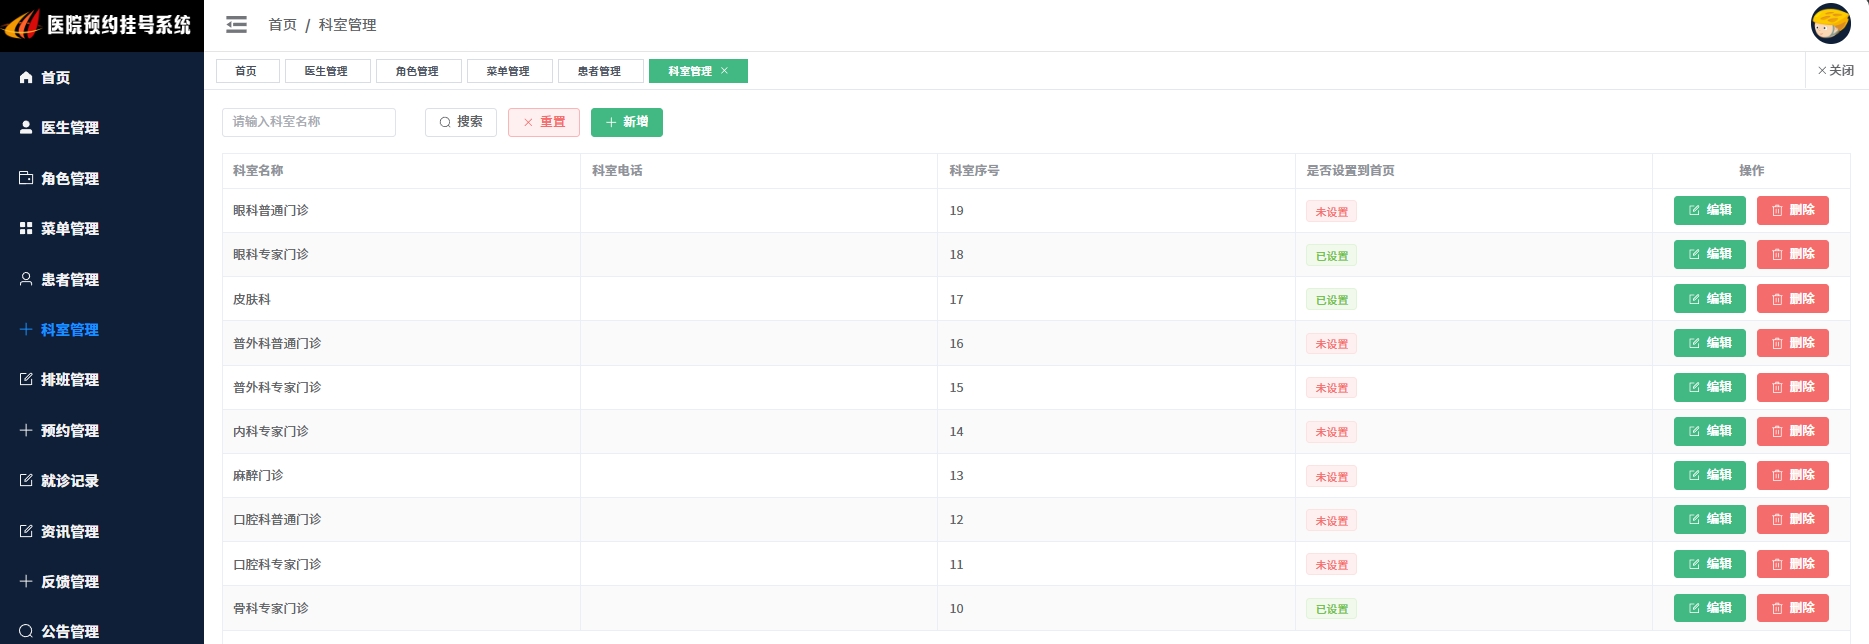 医院预约挂号系统
首页 / 科室管理
首页 医生管理 角色管理 菜单管理 患者管理 科室管理 × ×关闭
首页
医生管理
角色管理
菜单管理
患者管理
科室管理
排班管理
预约管理
就诊记录
资讯管理
反馈管理
公告管理
请输入科室名称 搜索 × 重置 + 新增
科室名称 科室电话 科室序号 是否设置到首页 操作
眼科普通门诊 19 未设置 编辑 删除
眼科专家门诊 18 已设置 编辑 删除
皮肤科 17 已设置 编辑 删除
普外科普通门诊 16 未设置 编辑 删除
普外科专家门诊 15 未设置 编辑 删除
内科专家门诊 14 未设置 编辑 删除
麻醉门诊 13 未设置 编辑 删除
口腔科普通门诊 12 未设置 编辑 删除
口腔科专家门诊 11 未设置 编辑 删除
骨科专家门诊 10 已设置 编辑 删除